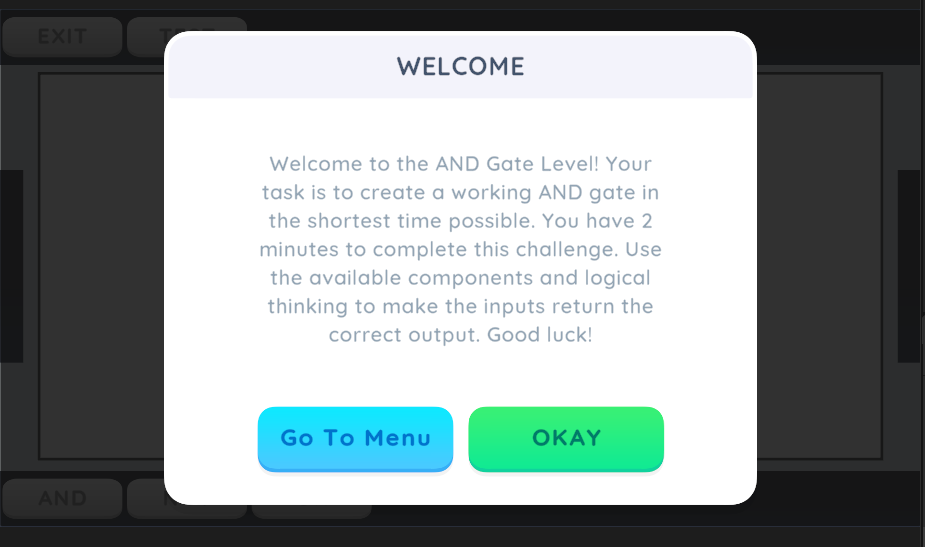 EXIT
WELCOME
Welcome to the AND Gate Level! Your
task is to create a working AND gate in
the shortest time possible. You have 2
minutes to complete this challenge. Use
the available components and logical
thinking to make the inputs return the
correct output. Good luck!
Go To Menu
OKAY
AND